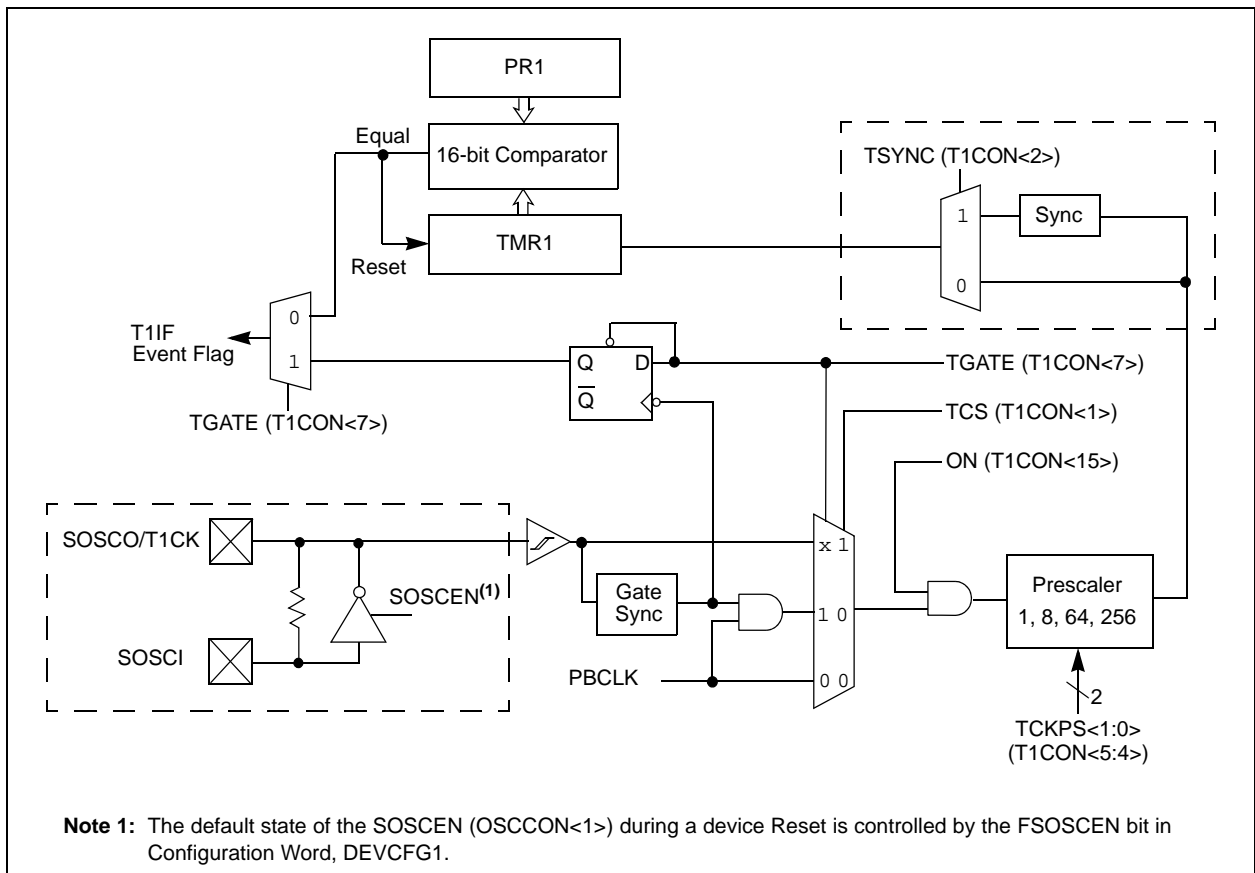 PR1
Equal
16-bit Comparator
TSYNC (T1CON<2>)
1
Sync
TMR1
Reset
0
0
T1IF
Event Flag
1
Q
D
Q̅
TGATE (T1CON<7>)
TGATE (T1CON<7>)
TCS (T1CON<1>)
ON (T1CON<15>)
SOSCO/T1CK
x 1
SOSCEN(1)
Gate
Sync
1 0
Prescaler
1, 8, 64, 256
SOSCI
PBCLK
0 0
2
TCKPS<1:0>
(T1CON<5:4>)
Note 1: The default state of the SOSCEN (OSCCON<1>) during a device Reset is controlled by the FSOSCEN bit in
Configuration Word, DEVCFG1.